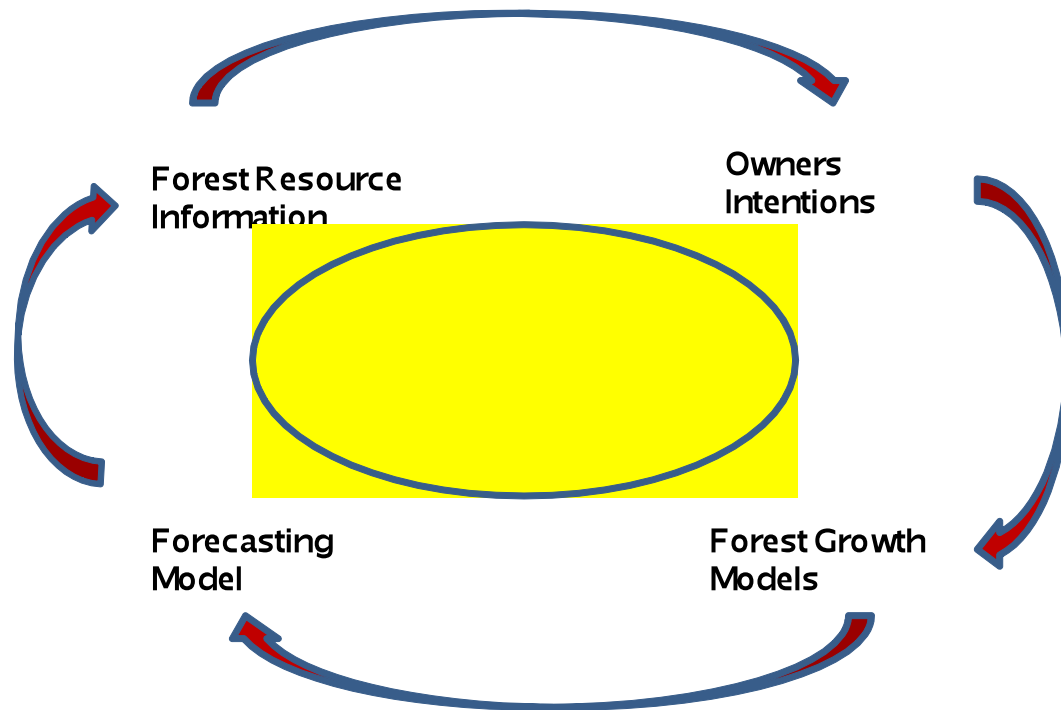 Forest Resource
Information
Owners
Intentions
Forecasting
Model
Forest Growth
Models